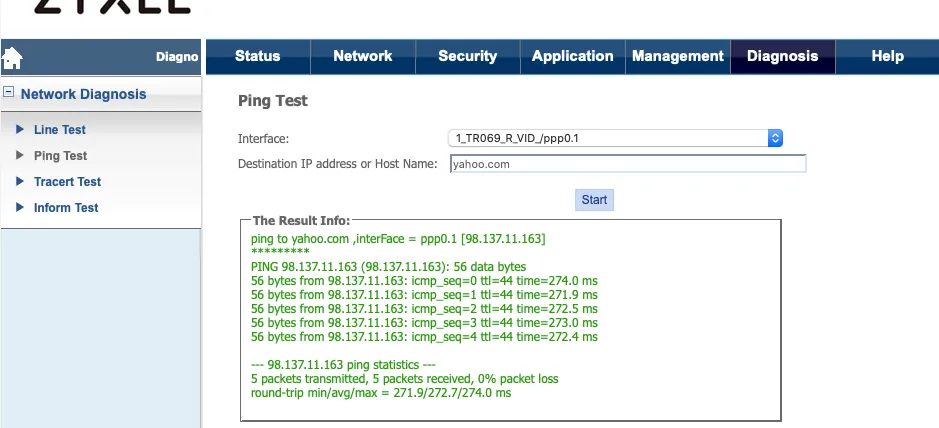 ZYXEL
Diagno
Status Network Security Application Management Diagnosis Help
Network Diagnosis
Line Test
Ping Test
Tracert Test
Inform Test
Ping Test
Interface: 1_TR069_R_VID_/ppp0.1
Destination IP address or Host Name: yahoo.com
Start
The Result Info:
ping to yahoo.com ,interFace = ppp0.1 [98.137.11.163]
*********
PING 98.137.11.163 (98.137.11.163): 56 data bytes
56 bytes from 98.137.11.163: icmp_seq=0 ttl=44 time=274.0 ms
56 bytes from 98.137.11.163: icmp_seq=1 ttl=44 time=271.9 ms
56 bytes from 98.137.11.163: icmp_seq=2 ttl=44 time=272.5 ms
56 bytes from 98.137.11.163: icmp_seq=3 ttl=44 time=273.0 ms
56 bytes from 98.137.11.163: icmp_seq=4 ttl=44 time=272.4 ms
--- 98.137.11.163 ping statistics ---
5 packets transmitted, 5 packets received, 0% packet loss
round-trip min/avg/max = 271.9/272.7/274.0 ms